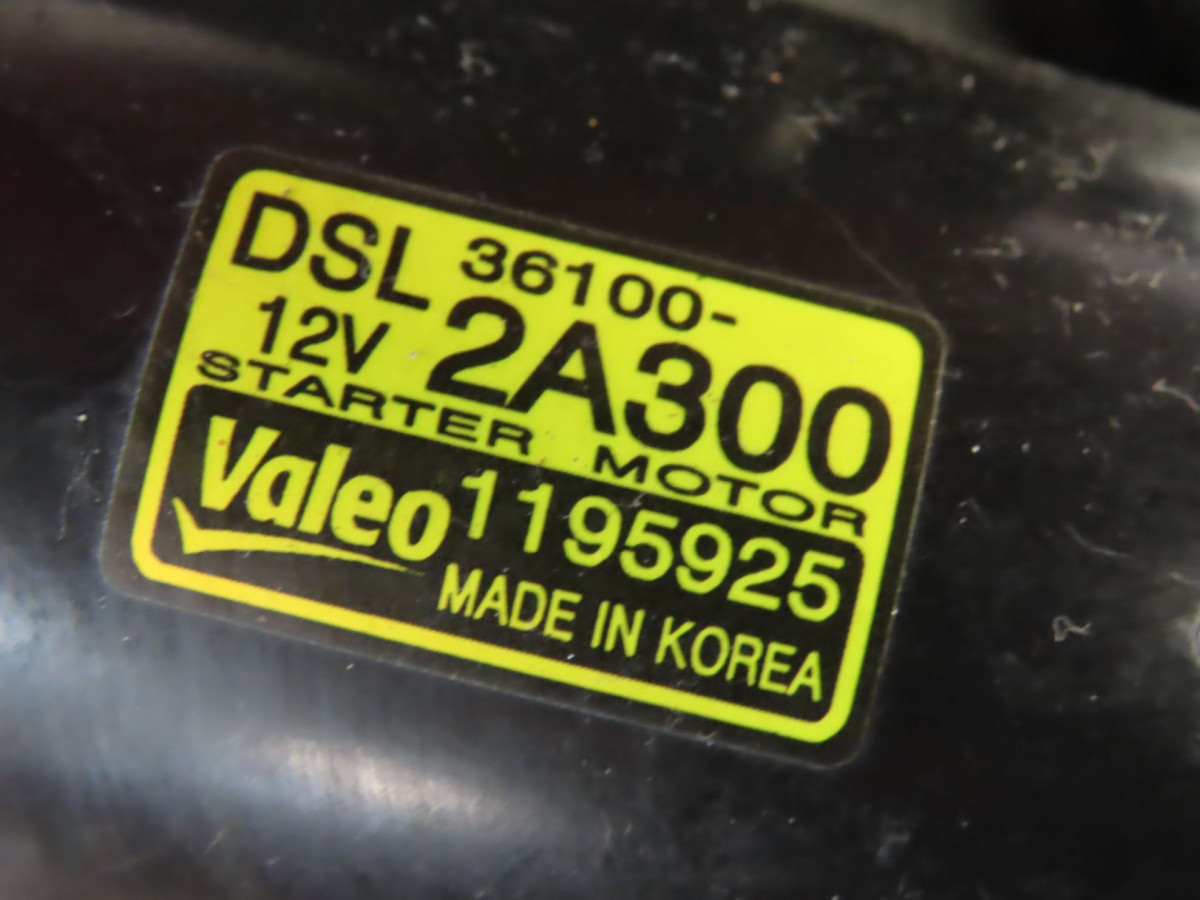 DSL 36100-
12V 2A300
STARTER MOTOR
Valeo 1195925
MADE IN KOREA